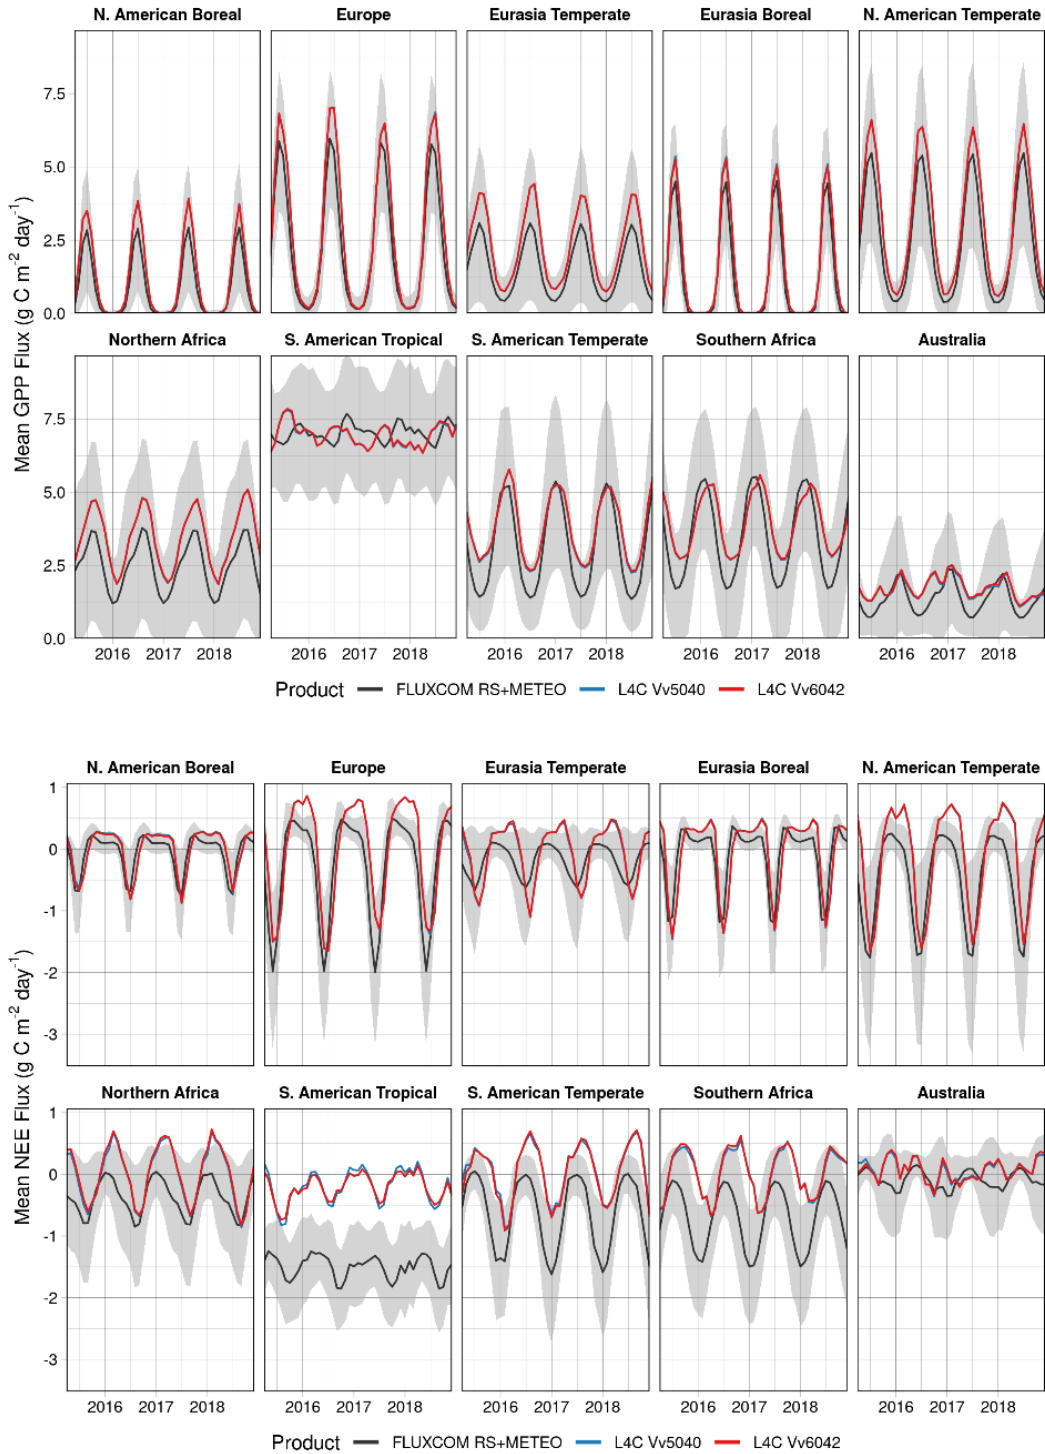 N. American Boreal Europe Eurasia Temperate Eurasia Boreal N. American Temperate
Mean GPP Flux (g C m-2 day-1)
7.5
5.0
2.5
0.0
Northern Africa S. American Tropical S. American Temperate Southern Africa Australia
7.5
5.0
2.5
0.0
2016 2017 2018 2016 2017 2018 2016 2017 2018 2016 2017 2018 2016 2017 2018
Product FLUXCOM RS+METEO L4C Vv5040 L4C Vv6042
N. American Boreal Europe Eurasia Temperate Eurasia Boreal N. American Temperate
Mean NEE Flux (g C m-2 day-1)
1
0
-1
-2
-3
Northern Africa S. American Tropical S. American Temperate Southern Africa Australia
1
0
-1
-2
-3
2016 2017 2018 2016 2017 2018 2016 2017 2018 2016 2017 2018 2016 2017 2018
Product FLUXCOM RS+METEO L4C Vv5040 L4C Vv6042